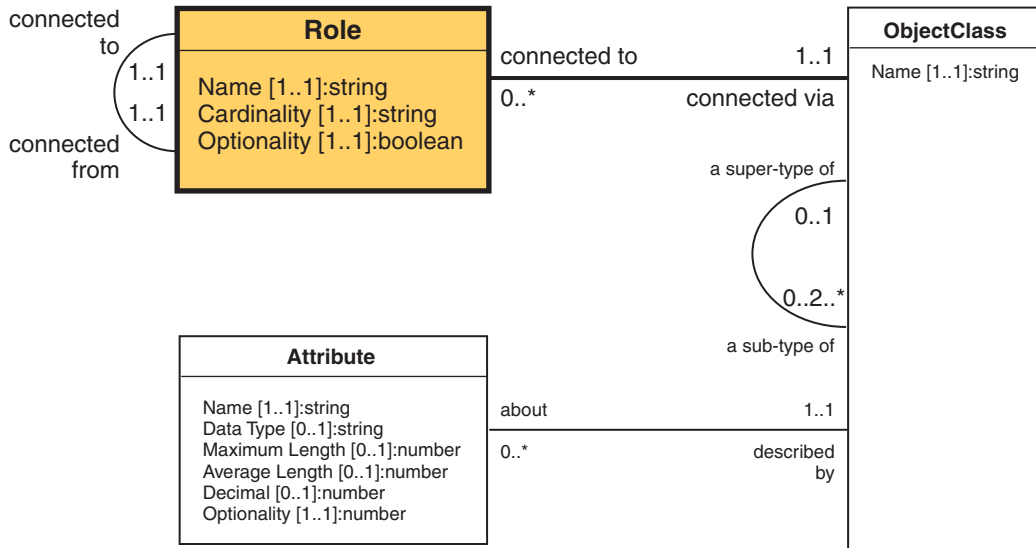 connected
to
1..1
1..1
connected
from
Role
Name [1..1]:string
Cardinality [1..1]:string
Optionality [1..1]:boolean
connected to
1..1
0..*
connected via
ObjectClass
Name [1..1]:string
a super-type of
0..1
0..2..*
a sub-type of
Attribute
Name [1..1]:string
Data Type [0..1]:string
Maximum Length [0..1]:number
Average Length [0..1]:number
Decimal [0..1]:number
Optionality [1..1]:number
about
1..1
0..*
described
by